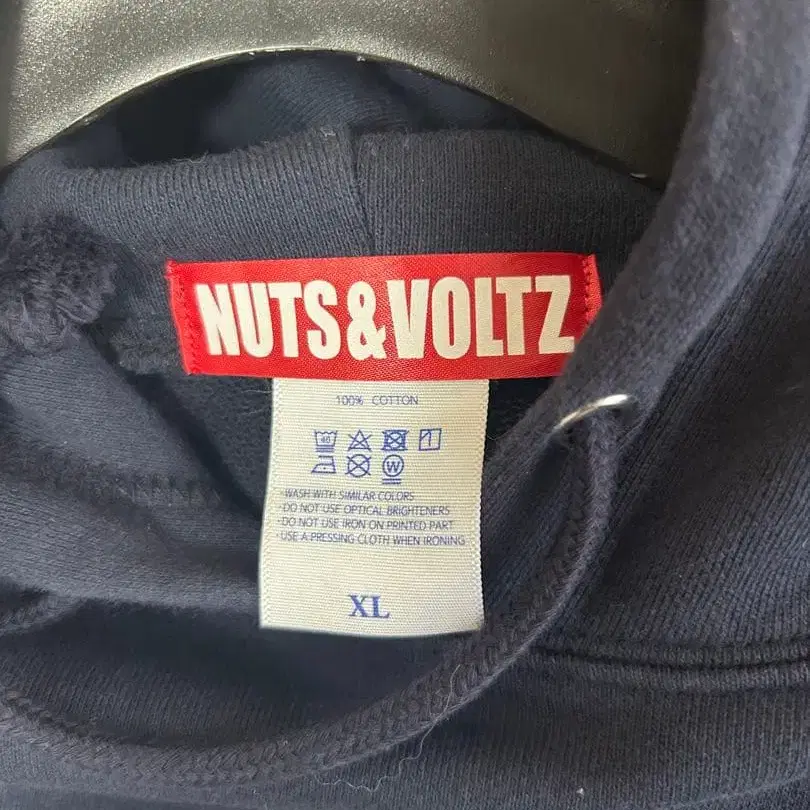 NUTS&VOLTZ
100% COTTON
40
W
·WASH WITH SIMILAR COLORS
·DO NOT USE OPTICAL BRIGHTENERS
·DO NOT USE IRON ON PRINTED PART
·USE A PRESSING CLOTH WHEN IRONING
XL